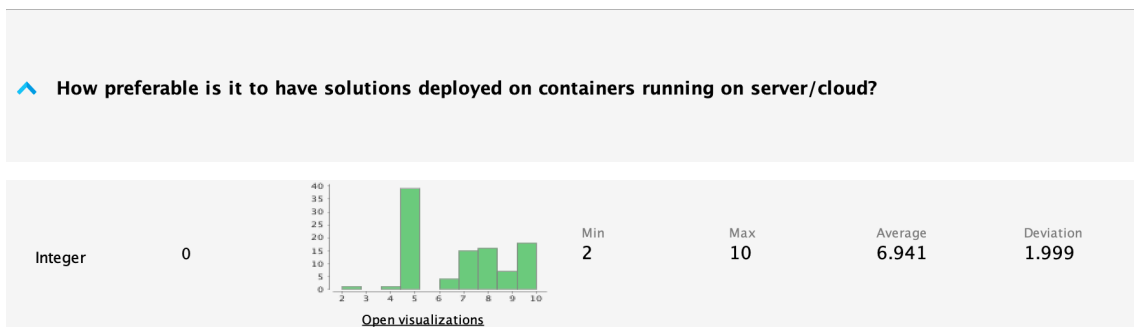 How preferable is it to have solutions deployed on containers running on server/cloud?
Integer
0
40
35
30
25
20
15
10
5
0
2 3 4 5 6 7 8 9 10
Open visualizations
Min
2
Max
10
Average
6.941
Deviation
1.999